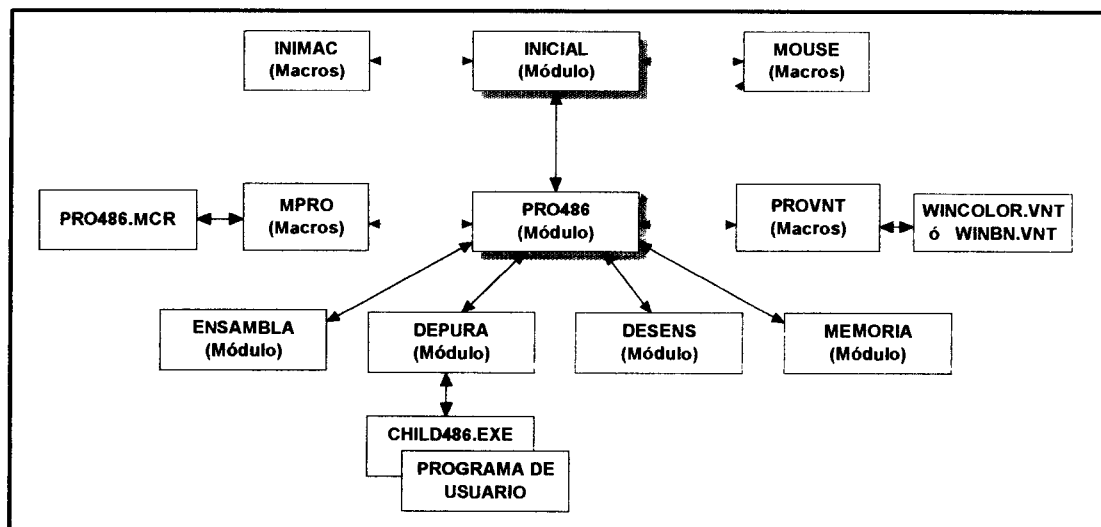 INIMAC
(Macros)
INICIAL
(Módulo)
MOUSE
(Macros)
PRO486.MCR
MPRO
(Macros)
PRO486
(Módulo)
PROVNT
(Macros)
WINCOLOR.VNT
ó WINBN.VNT
ENSAMBLA
(Módulo)
DEPURA
(Módulo)
DESENS
(Módulo)
MEMORIA
(Módulo)
CHILD486.EXE
PROGRAMA DE
USUARIO